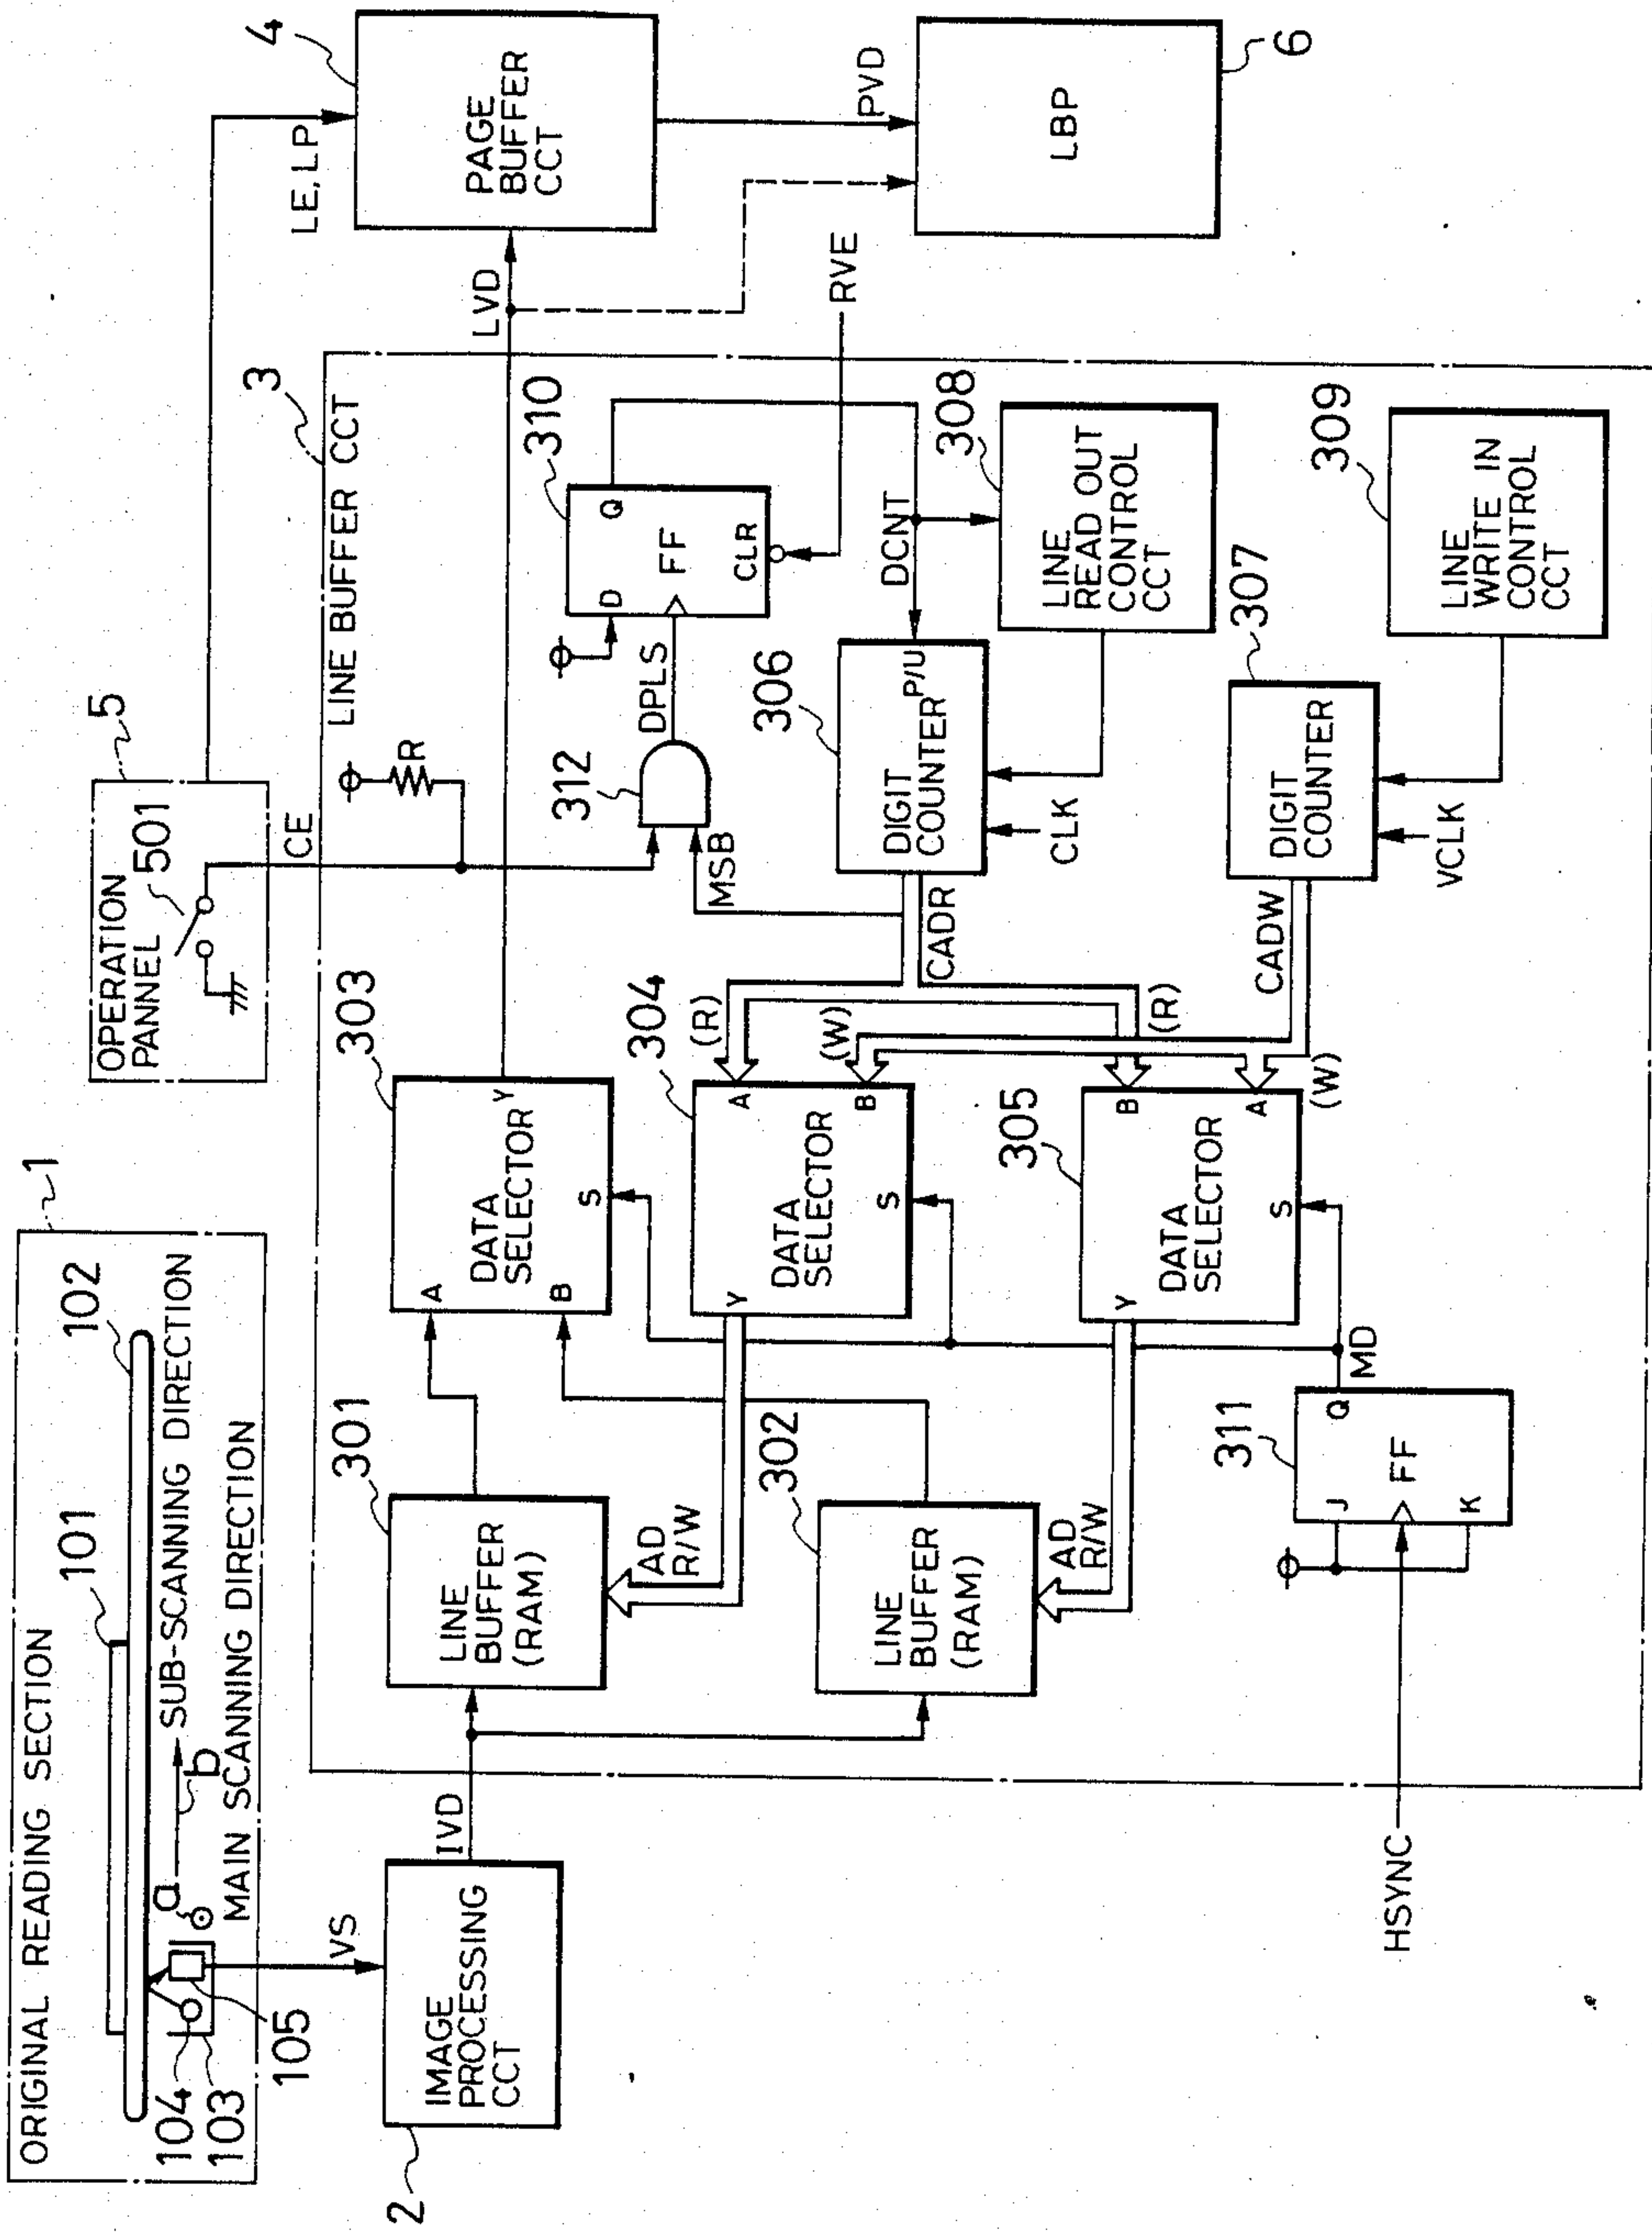 ORIGINAL READING SECTION
1
101
102
104
103
105
a
b
SUB-SCANNING DIRECTION
MAIN SCANNING DIRECTION
VS
2
IMAGE
PROCESSING
CCT
IVD
OPERATION
PANNEL
501
5
CE
LE, LP
4
PAGE
BUFFER
CCT
LVD
PVD
LBP
6
3
LINE BUFFER CCT
R
301
LINE
BUFFER
(RAM)
AD
R/W
302
LINE
BUFFER
(RAM)
AD
R/W
303
A
B
DATA
SELECTOR
Y
S
304
Y
DATA
SELECTOR
A
B
S
(R)
(W)
305
Y
DATA
SELECTOR
B
A
S
(R)
(W)
MSB
312
DPLS
310
D
Q
FF
CLR
RVE
DCNT
306
DIGIT
COUNTER
P/U
CADR
CLK
308
LINE
READ OUT
CONTROL
CCT
307
DIGIT
COUNTER
CADW
VCLK
309
LINE
WRITE IN
CONTROL
CCT
311
J
Q
FF
K
MD
HSYNC